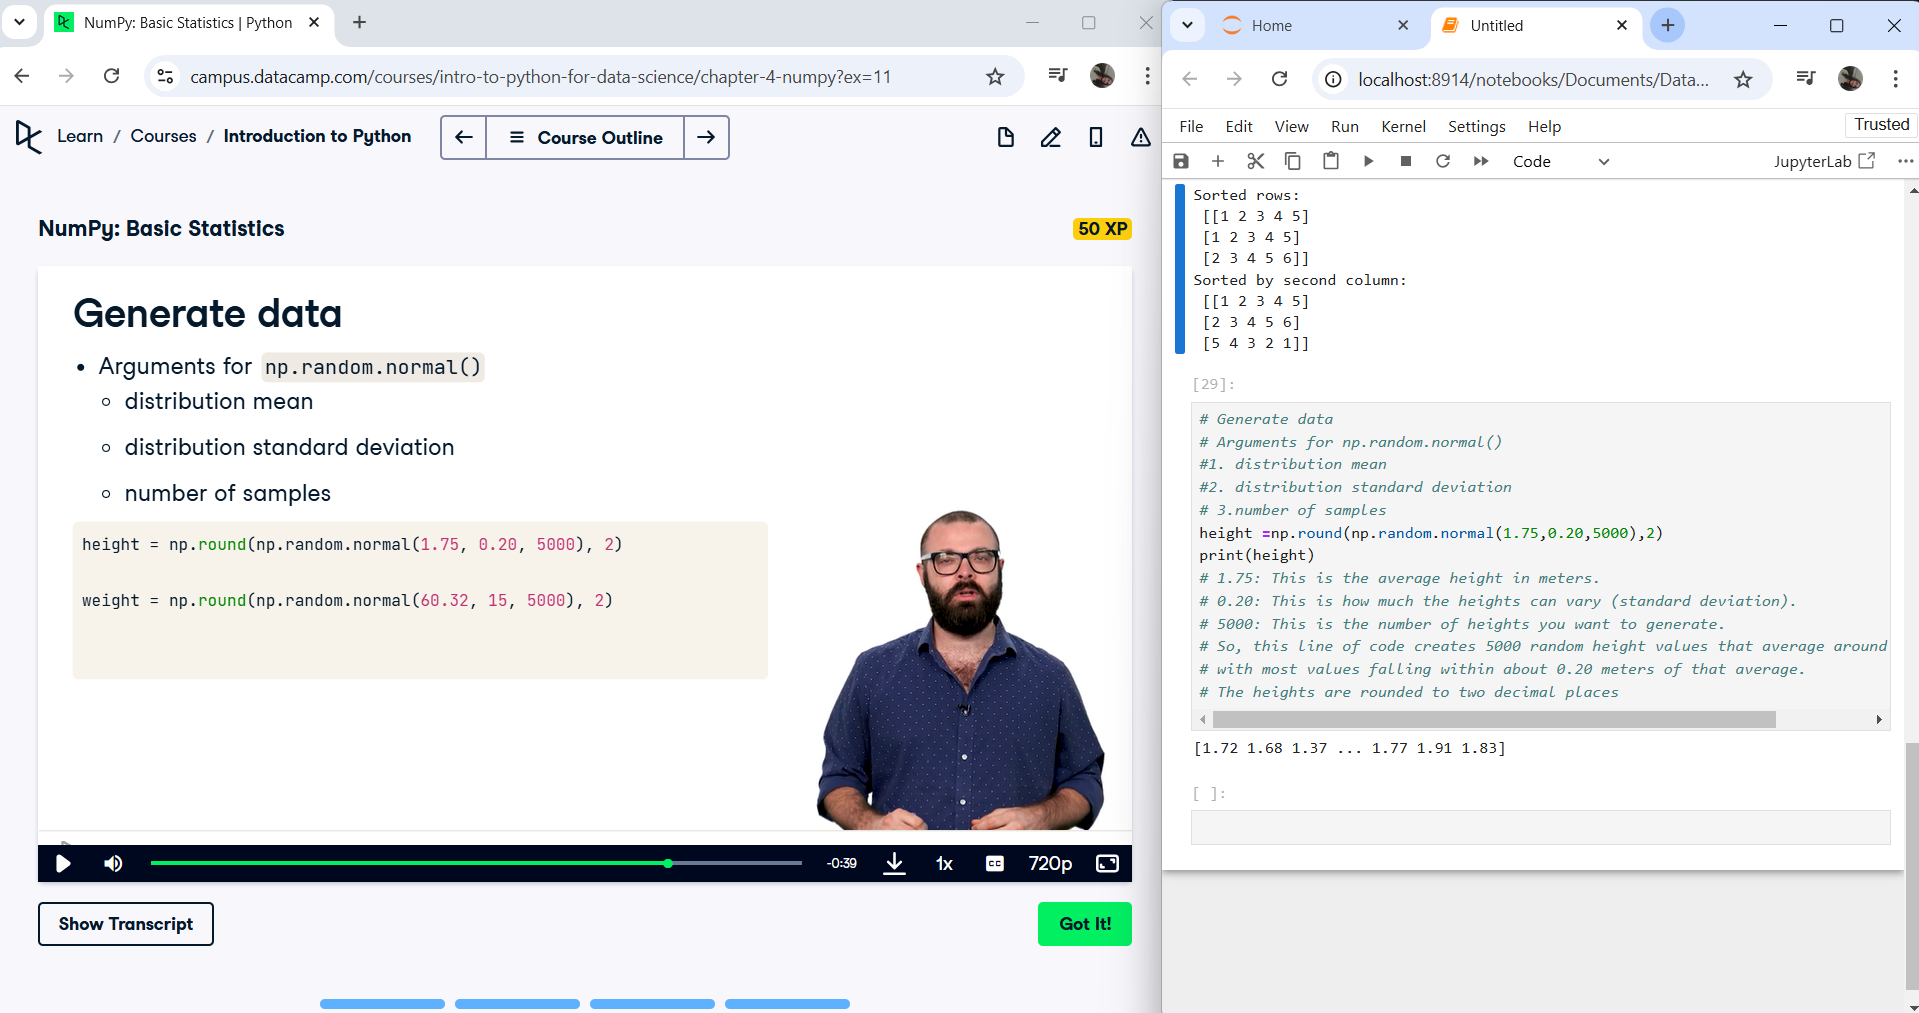 NumPy: Basic Statistics | Python
campus.datacamp.com/courses/intro-to-python-for-data-science/chapter-4-numpy?ex=11
Learn / Courses / Introduction to Python
Course Outline
NumPy: Basic Statistics
50 XP
Generate data
• Arguments for np.random.normal()
distribution mean
distribution standard deviation
number of samples
height = np.round(np.random.normal(1.75, 0.20, 5000), 2)
weight = np.round(np.random.normal(60.32, 15, 5000), 2)
-0:39
1x
CC
720p
Show Transcript
Got It!
Home
Untitled
localhost:8914/notebooks/Documents/Data...
File Edit View Run Kernel Settings Help
Trusted
Code
JupyterLab
Sorted rows:
[[1 2 3 4 5]
[1 2 3 4 5]
[2 3 4 5 6]]
Sorted by second column:
[[1 2 3 4 5]
[2 3 4 5 6]
[5 4 3 2 1]]
[29]:
# Generate data
# Arguments for np.random.normal()
#1. distribution mean
#2. distribution standard deviation
# 3.number of samples
height =np.round(np.random.normal(1.75,0.20,5000),2)
print(height)
# 1.75: This is the average height in meters.
# 0.20: This is how much the heights can vary (standard deviation).
# 5000: This is the number of heights you want to generate.
# So, this line of code creates 5000 random height values that average around
# with most values falling within about 0.20 meters of that average.
# The heights are rounded to two decimal places
[1.72 1.68 1.37 ... 1.77 1.91 1.83]
[ ]: